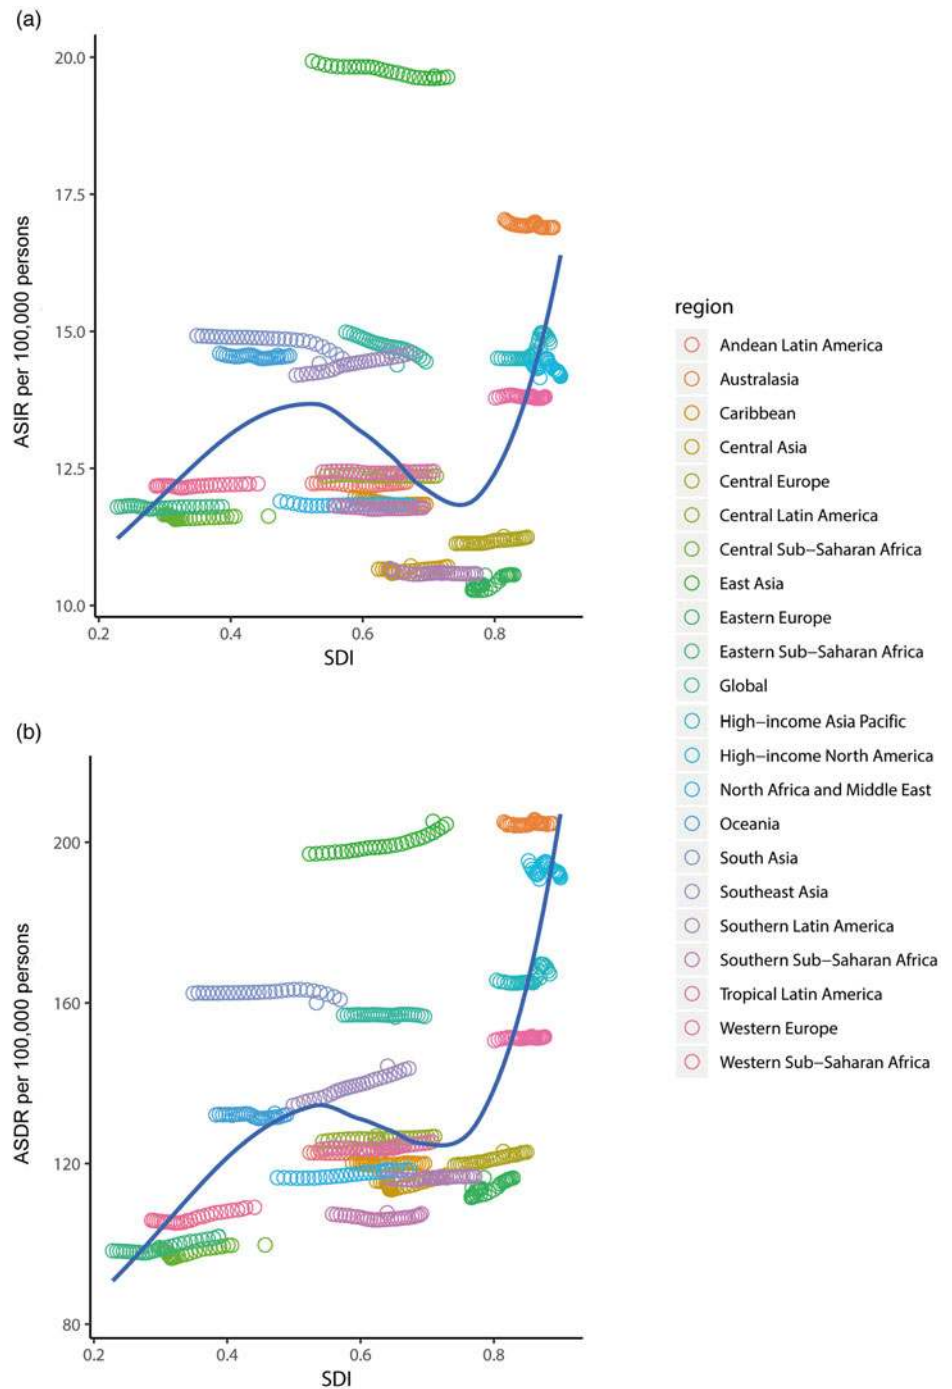 (a)
20.0
17.5
15.0
12.5
10.0
ASIR per 100,000 persons
0.2 0.4 0.6 0.8
SDI
region
Andean Latin America
Australasia
Caribbean
Central Asia
Central Europe
Central Latin America
Central Sub−Saharan Africa
East Asia
Eastern Europe
Eastern Sub−Saharan Africa
Global
High−income Asia Pacific
High−income North America
North Africa and Middle East
Oceania
South Asia
Southeast Asia
Southern Latin America
Southern Sub−Saharan Africa
Tropical Latin America
Western Europe
Western Sub−Saharan Africa
(b)
200
160
120
80
ASDR per 100,000 persons
0.2 0.4 0.6 0.8
SDI